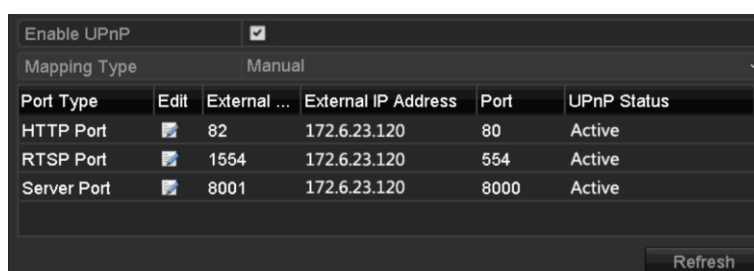 Enable UPnP
Mapping Type Manual
Port Type Edit External ... External IP Address Port UPnP Status
HTTP Port 82 172.6.23.120 80 Active
RTSP Port 1554 172.6.23.120 554 Active
Server Port 8001 172.6.23.120 8000 Active
Refresh